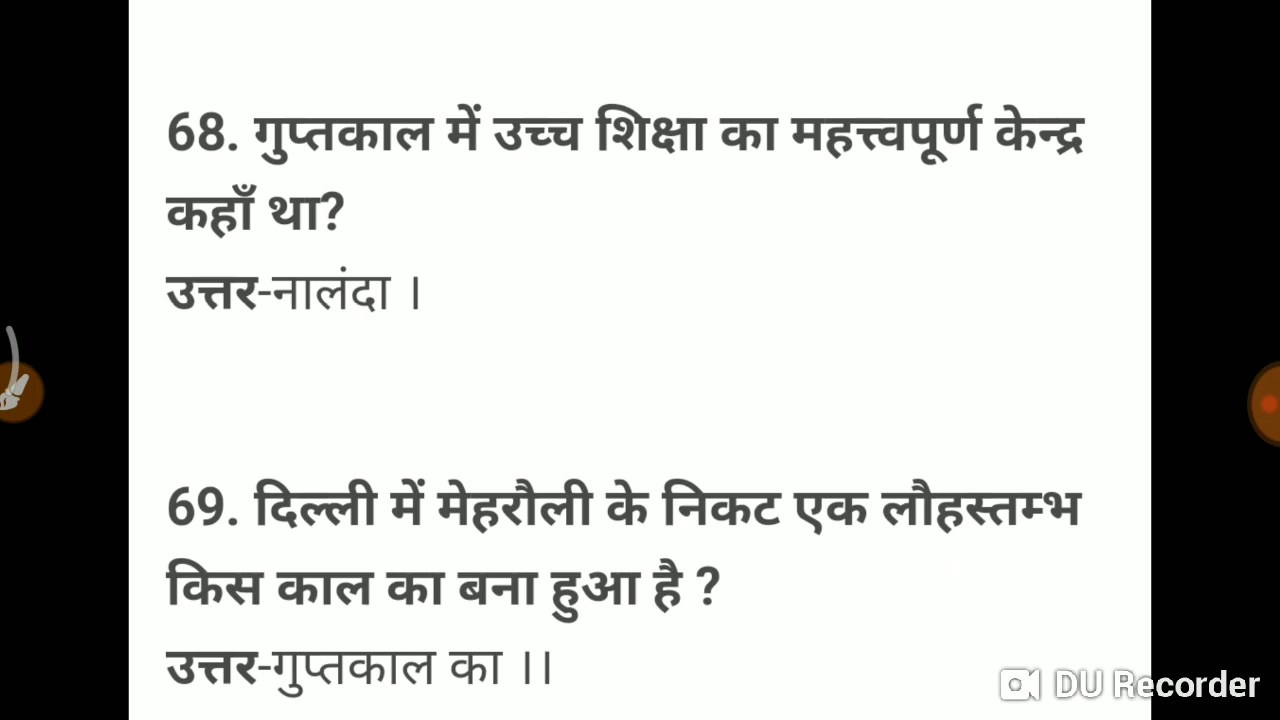 68. गुप्तकाल में उच्च शिक्षा का महत्त्वपूर्ण केन्द्र
कहाँ था?
उत्तर-नालंदा ।
69. दिल्ली में मेहरौली के निकट एक लौहस्तम्भ
किस काल का बना हुआ है ?
उत्तर-गुप्तकाल का ।।
DU Recorder